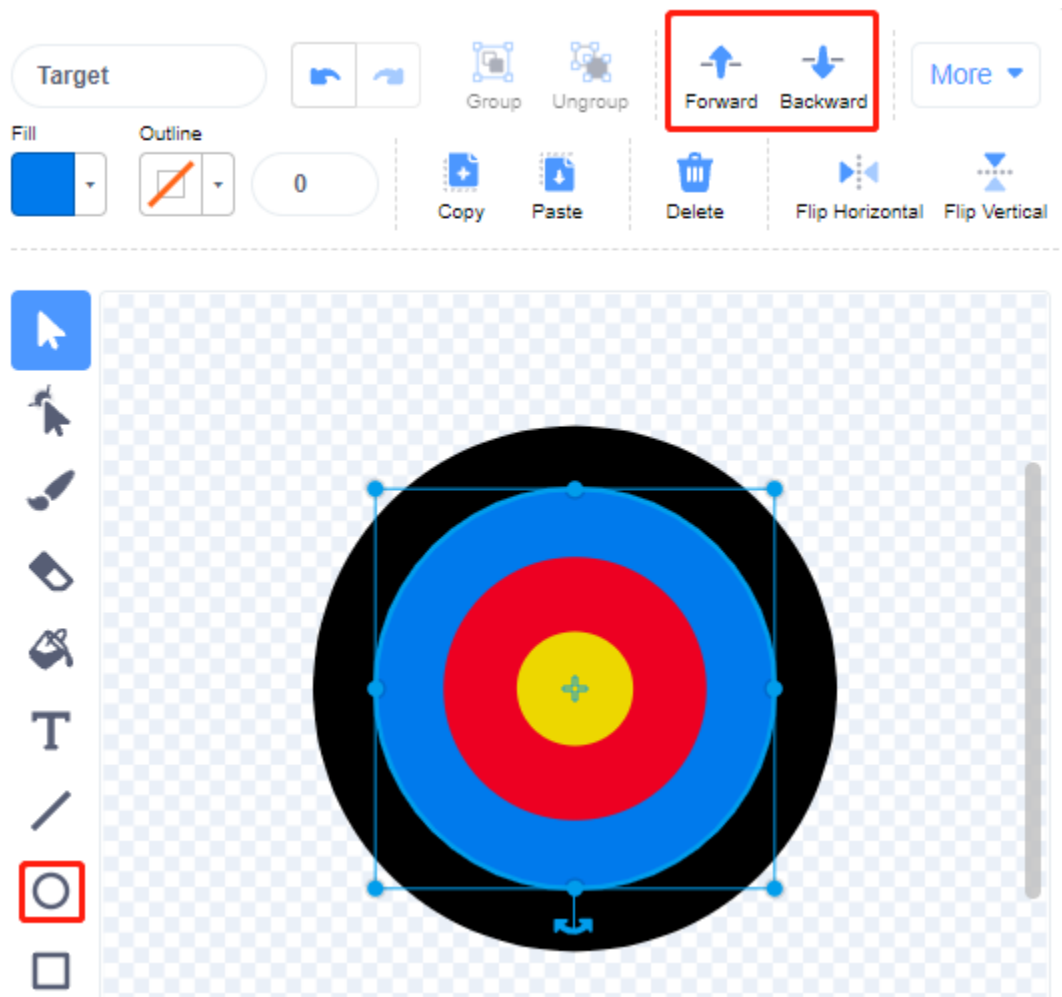 Target
Group
Ungroup
Forward
Backward
More
Fill
Outline
0
Copy
Paste
Delete
Flip Horizontal
Flip Vertical